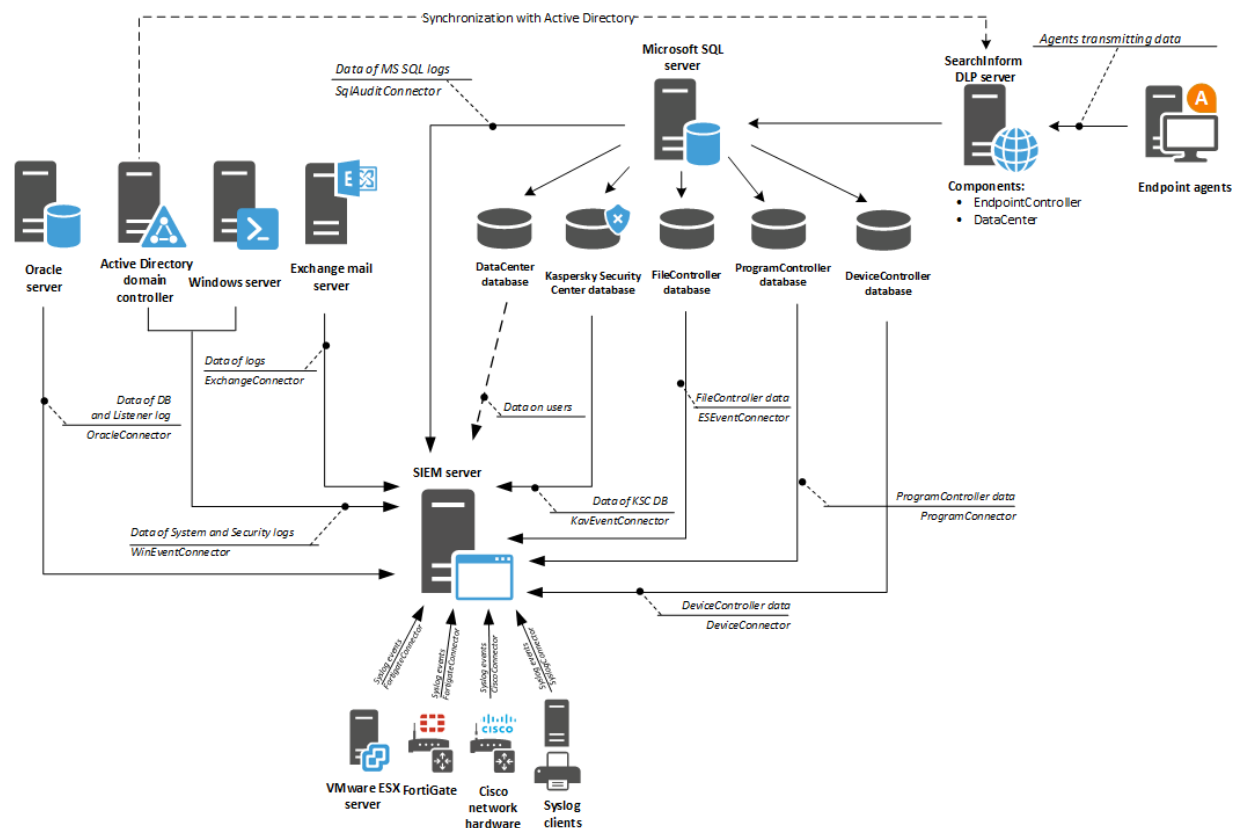 Synchronization with Active Directory
Microsoft SQL
server
SearchInform
DLP server
Agents transmitting data
Data of MS SQL logs
SqlAuditConnector
A
E
Components:
• EndpointController
• DataCenter
Endpoint agents
Oracle
server
Active Directory
domain
controller
Windows server
Exchange mail
server
DataCenter
database
Kaspersky Security
Center database
FileController
database
ProgramController
database
DeviceController
database
Data of logs
ExchangeConnector
Data of DB
and Listener log
OracleConnector
Data on users
FileController data
ESEventConnector
SIEM server
Data of KSC DB
KavEventConnector
ProgramController data
ProgramConnector
Data of System and Security logs
WinEventConnector
DeviceController data
DeviceConnector
Syslog events
FortigateConnector
Syslog events
FortigateConnector
Syslog events
CiscoConnector
Syslog events
SyslogConnector
CISCO
VMware ESX
server
FortiGate
Cisco
network
hardware
Syslog
clients